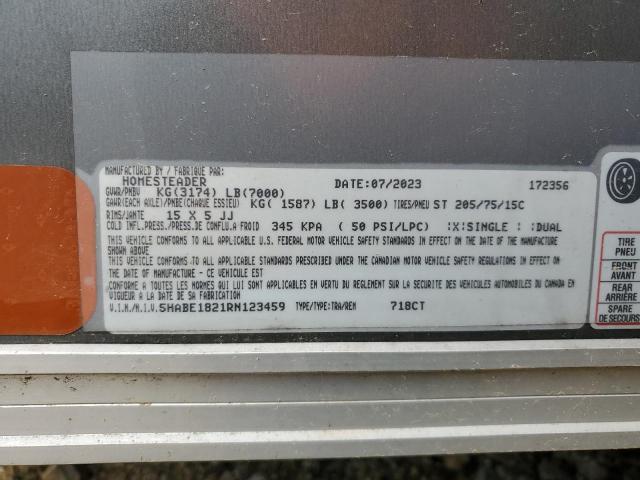 MANUFACTURED BY / FABRIQUE PAR:
HOMESTEADER DATE:07/2023 172356
GVWR/PNBV KG(3174) LB(7000)
GAWR(EACH AXLE)/PNBE(CHARGE ESSIEU) KG( 1587) LB( 3500) TIRES/PNEU ST 205/75/15C
RIMS/JANTE 15 X 5 JJ
COLD INFL.PRESS./PRESS.DE GONFLU.A FROID 345 KPA ( 50 PSI/LPC) :X:SINGLE : :DUAL
THIS VEHICLE CONFORMS TO ALL APPLICABLE U.S. FEDERAL MOTOR VEHICLE SAFETY STANDARDS IN EFFECT ON THE DATE OF THE MANUFACTURE
SHOWN ABOVE
THIS VEHICLE CONFORMS TO ALL APPLICABLE STANDARDS PRESCRIBED UNDER THE CANADIAN MOTOR VEHICLE SAFETY REGULATIONS IN EFFECT ON THE
DATE OF MANUFACTURE - CE VEHICULE EST
CONFORME A TOUTES LES NORMES QUI LUI SONT APPLICABLES EN VERTU DU REGLEMENT SUR LA SECURITE DES VEHICULES AUTOMOBILES DU CANADA EN
VIGUEUR A LA DATE DE SA FABRICATION
V.I.N./N.I.V. 5HABE1821RN123459 TYPE/TYPE:TRA/REM 718CT
TIRE
PNEU
FRONT
AVANT
REAR
ARRIÈRE
SPARE
DE SECOURS